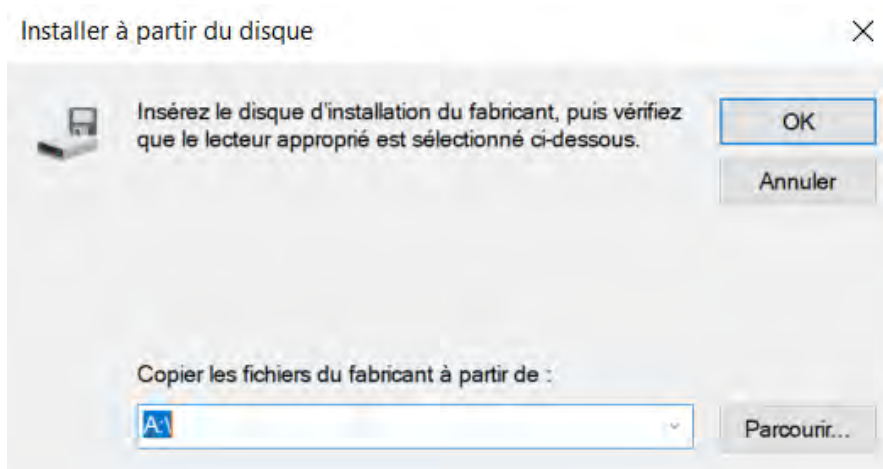 Installer à partir du disque
Insérez le disque d'installation du fabricant, puis vérifiez
que le lecteur approprié est sélectionné ci-dessous.
OK
Annuler
Copier les fichiers du fabricant à partir de :
A:\
Parcourir...